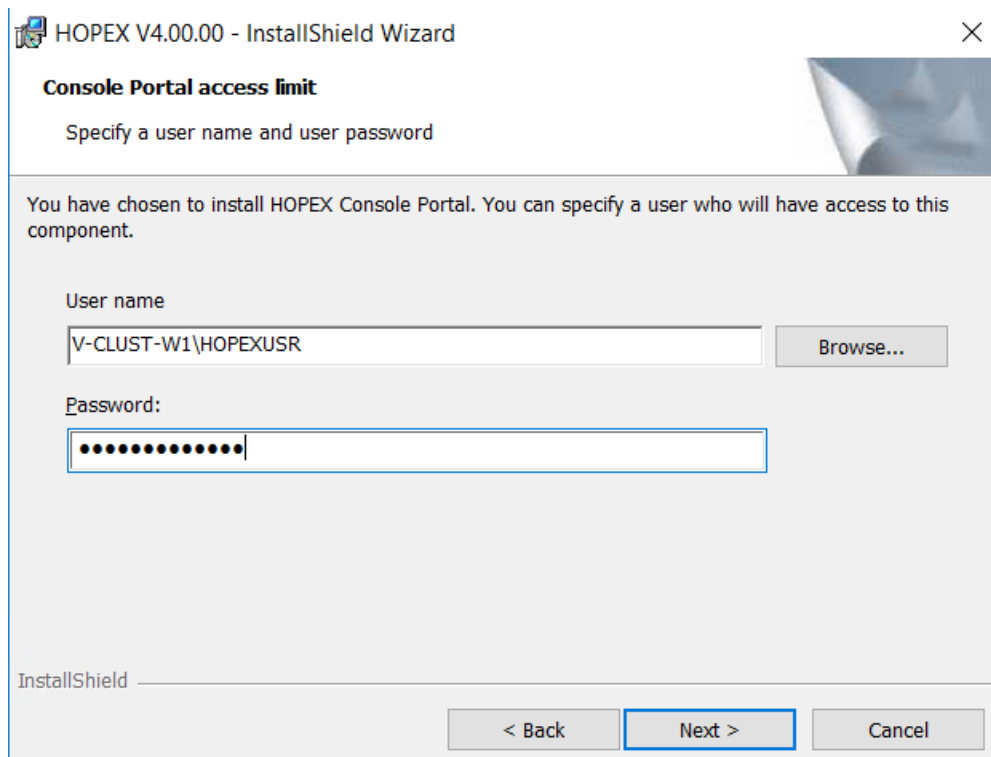 HOPEX V4.00.00 - InstallShield Wizard
Console Portal access limit
Specify a user name and user password
You have chosen to install HOPEX Console Portal. You can specify a user who will have access to this
component.
User name
V-CLUST-W1\HOPEXUSR
Browse...
Password:
●●●●●●●●●●●●●
InstallShield
< Back
Next >
Cancel